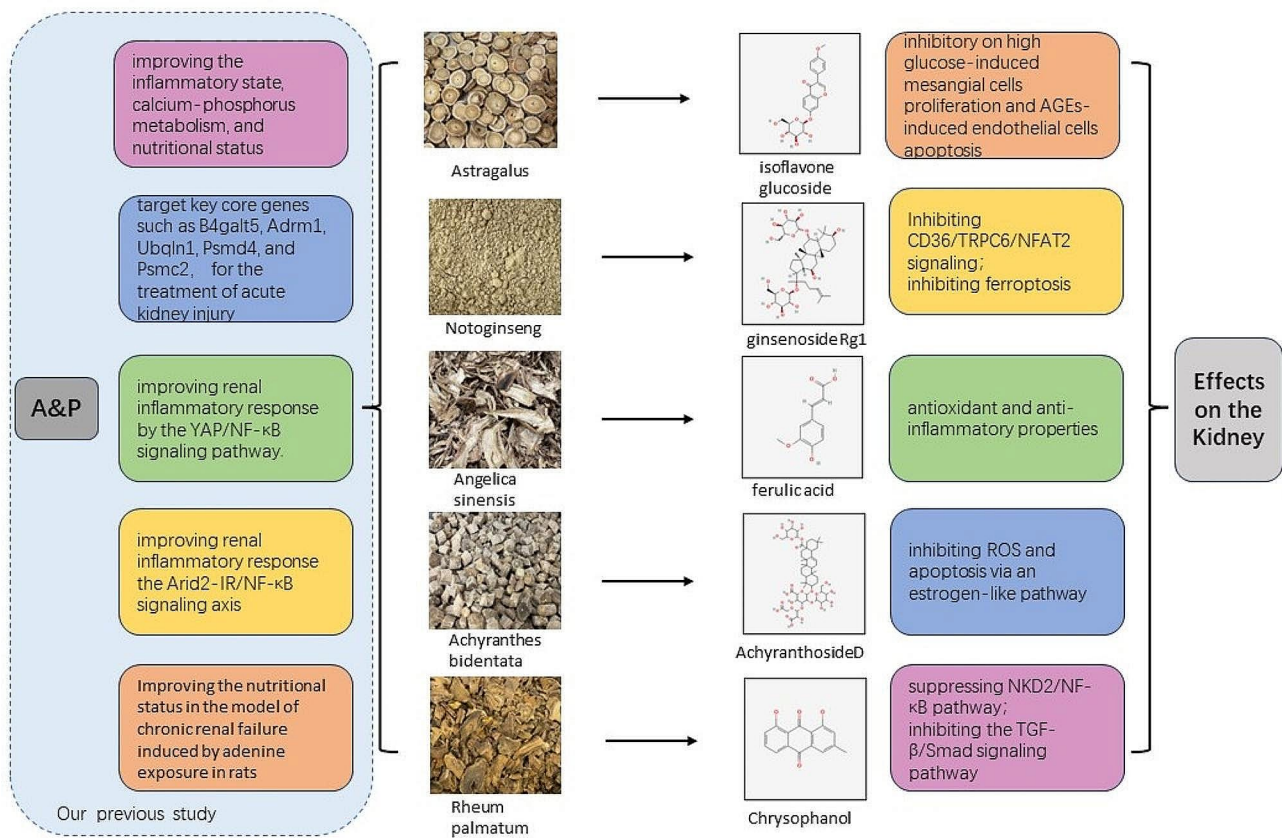 improving the
inflammatory state,
calcium-phosphorus
metabolism, and
nutritional status
target key core genes
such as B4galt5, Adrm1,
Ubqln1, Psmd4, and
Psmc2, for the
treatment of acute
kidney injury
A&P
improving renal
inflammatory response
by the YAP/NF-κB
signaling pathway.
improving renal
inflammatory response
the Arid2-IR/NF-κB
signaling axis
Improving the nutritional
status in the model of
chronic renal failure
induced by adenine
exposure in rats
Our previous study
Astragalus
Notoginseng
Angelica
sinensis
Achyranthes
bidentata
Rheum
palmatum
isoflavone
glucoside
ginsenoside Rg1
ferulic acid
AchyranthosideD
Chrysophanol
inhibitory on high
glucose-induced
mesangial cells
proliferation and AGEs-
induced endothelial cells
apoptosis
Inhibiting
CD36/TRPC6/NFAT2
signaling;
inhibiting ferroptosis
antioxidant and anti-
inflammatory properties
inhibiting ROS and
apoptosis via an
estrogen-like pathway
suppressing NKD2/NF-
κB pathway;
inhibiting the TGF-
β/Smad signaling
pathway
Effects
on the
Kidney